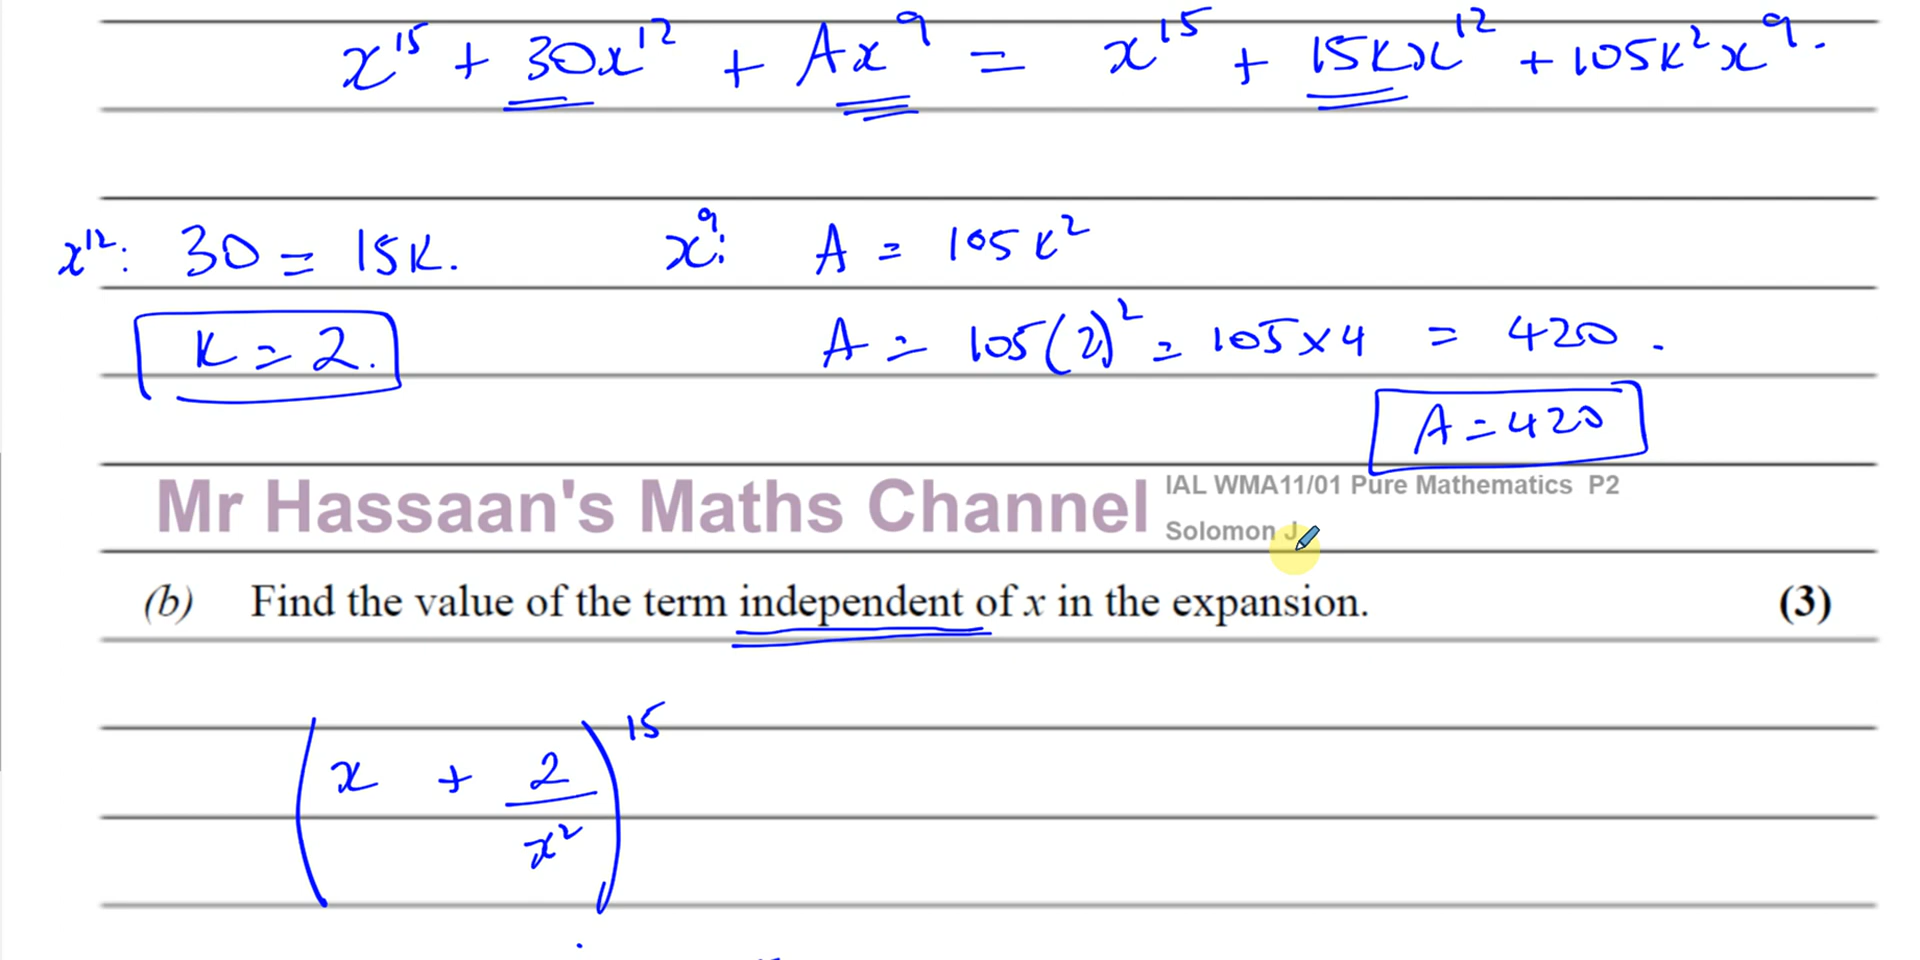 x¹⁵ + 30x¹² + Ax⁹ = x¹⁵ + 15Kx¹² + 105K²x⁹.
x¹²: 30 = 15K. x⁹: A = 105K²
K = 2. A = 105(2)² = 105×4 = 420.
A = 420
Mr Hassaan's Maths Channel IAL WMA11/01 Pure Mathematics P2
Solomon J
(b) Find the value of the term independent of x in the expansion. (3)
(x + 2/x²)¹⁵